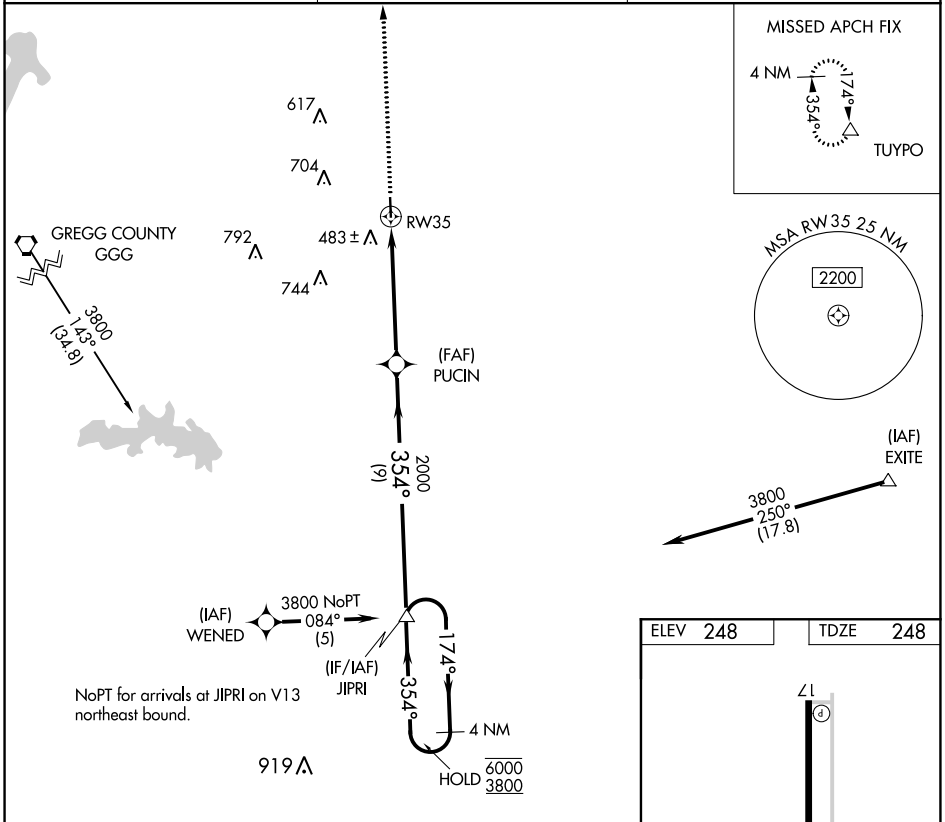 MISSED APCH FIX
4 NM
174°
354°
TUYPO
617
704
RW35
GREGG COUNTY
GGG
792
483 ±
744
MSA RW35 25 NM
2200
3800
143°
(34.8)
(FAF)
PUCIN
(IAF)
EXITE
2000
354°
(9)
3800
250°
(17.8)
(IAF)
WENED
3800 NoPT
084°
(5)
(IF/IAF)
JIPRI
174°
354°
4 NM
NoPT for arrivals at JIPRI on V13
northeast bound.
919
HOLD
6000
3800
ELEV 248
TDZE 248
17
P